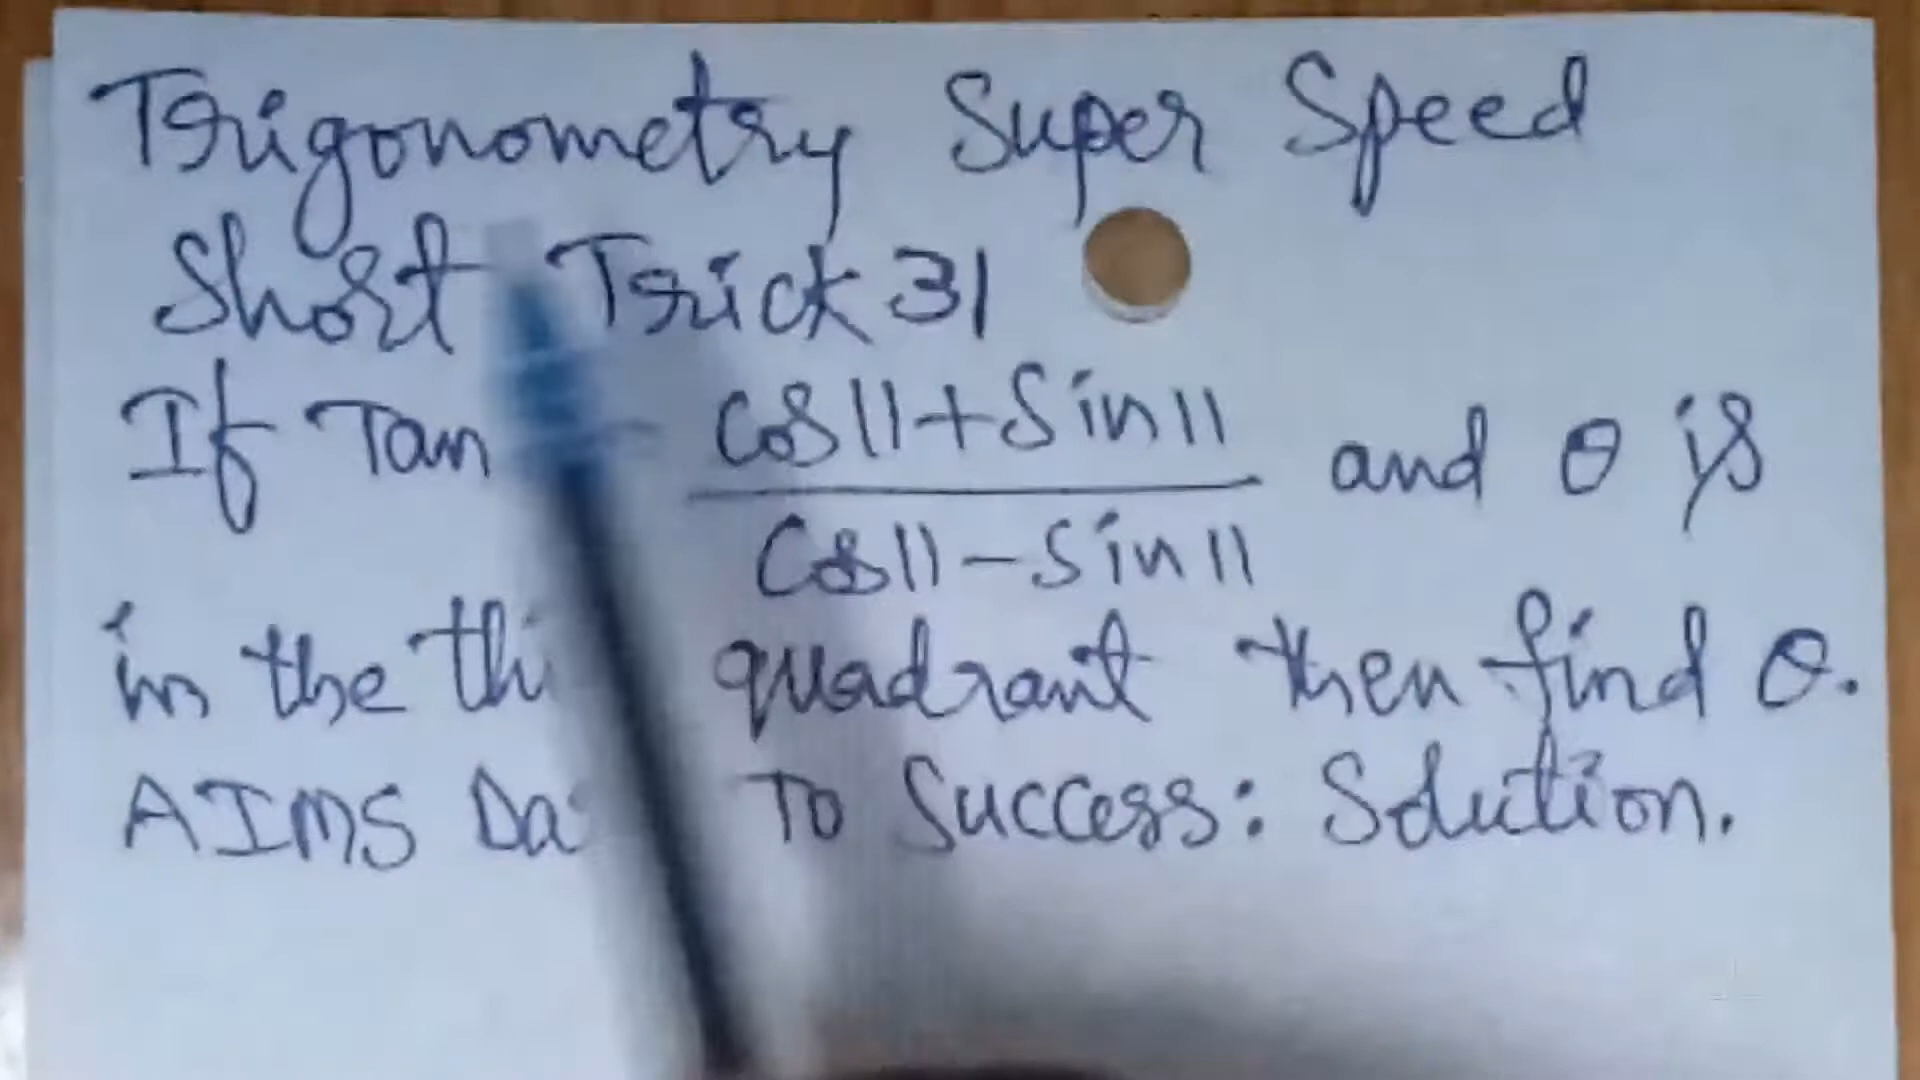 Trigonometry Super Speed
Short Trick 31
If Tan = cos11+Sin11 and θ is
Cos11-Sin11
in the quadrant then find θ.
AIMS To Success: Solution.